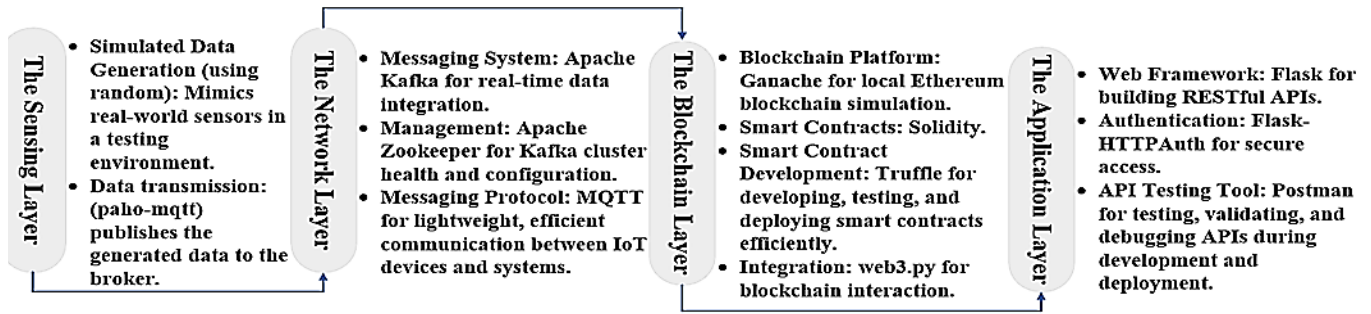 The Sensing Layer
• Simulated Data
Generation (using
random): Mimics
real-world sensors in
a testing
environment.
• Data transmission:
(paho-mqtt)
publishes the
generated data to the
broker.
The Network Layer
• Messaging System: Apache
Kafka for real-time data
integration.
• Management: Apache
Zookeeper for Kafka cluster
health and configuration.
• Messaging Protocol: MQTT
for lightweight, efficient
communication between IoT
devices and systems.
The Blockchain Layer
• Blockchain Platform:
Ganache for local Ethereum
blockchain simulation.
• Smart Contracts: Solidity.
• Smart Contract
Development: Truffle for
developing, testing, and
deploying smart contracts
efficiently.
• Integration: web3.py for
blockchain interaction.
The Application Layer
• Web Framework: Flask for
building RESTful APIs.
• Authentication: Flask-
HTTPAuth for secure
access.
• API Testing Tool: Postman
for testing, validating, and
debugging APIs during
development and
deployment.